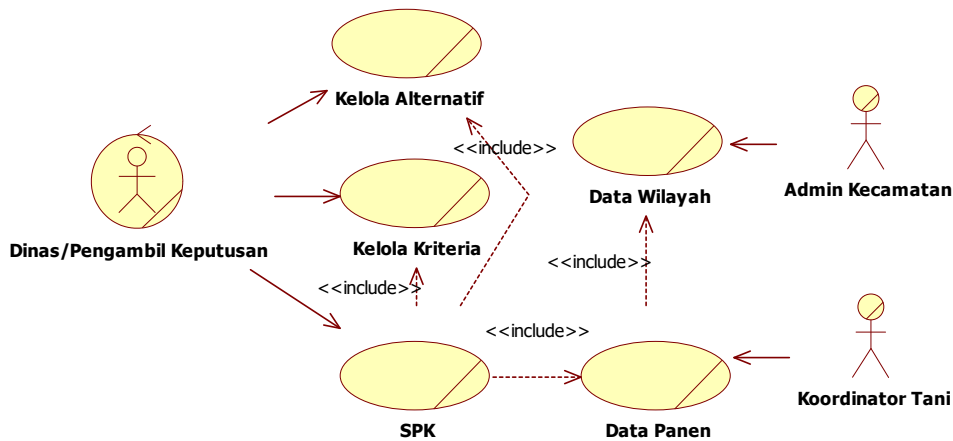 Kelola Alternatif
<<include>>
Data Wilayah
Admin Kecamatan
Dinas/Pengambil Keputusan
Kelola Kriteria
<<include>>
<<include>>
<<include>>
SPK
Data Panen
Koordinator Tani